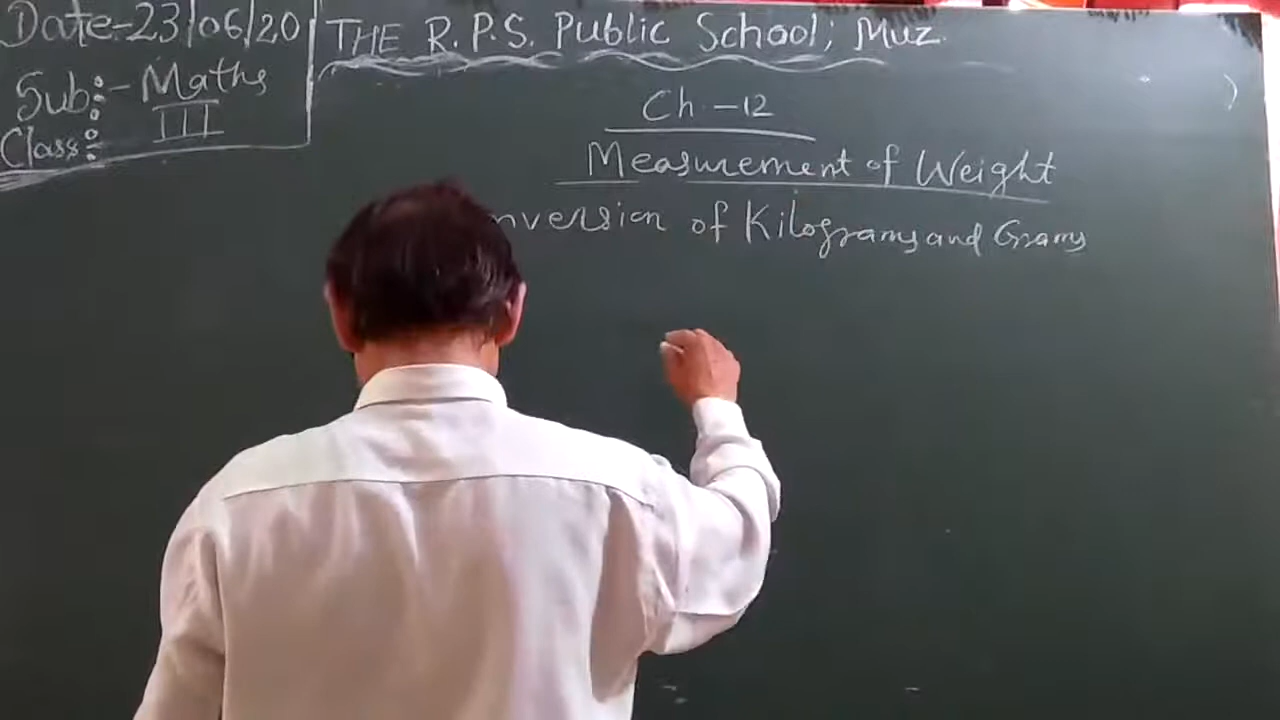 Date:-23/06/20
Sub:- Maths
Class: III
THE R.P.S. Public School; Muz.
Ch.-12
Measurement of Weight
nversion of Kilograms and Grams